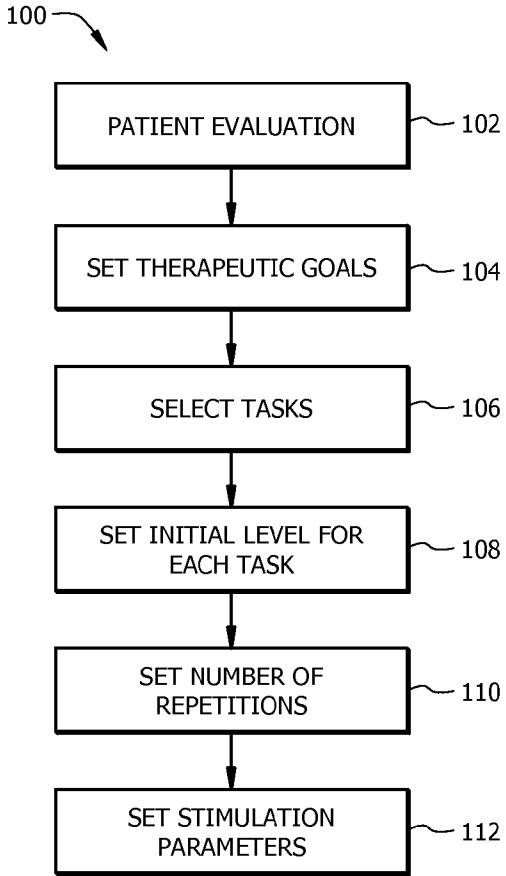 100
PATIENT EVALUATION
102
SET THERAPEUTIC GOALS
104
SELECT TASKS
106
SET INITIAL LEVEL FOR
EACH TASK
108
SET NUMBER OF
REPETITIONS
110
SET STIMULATION
PARAMETERS
112